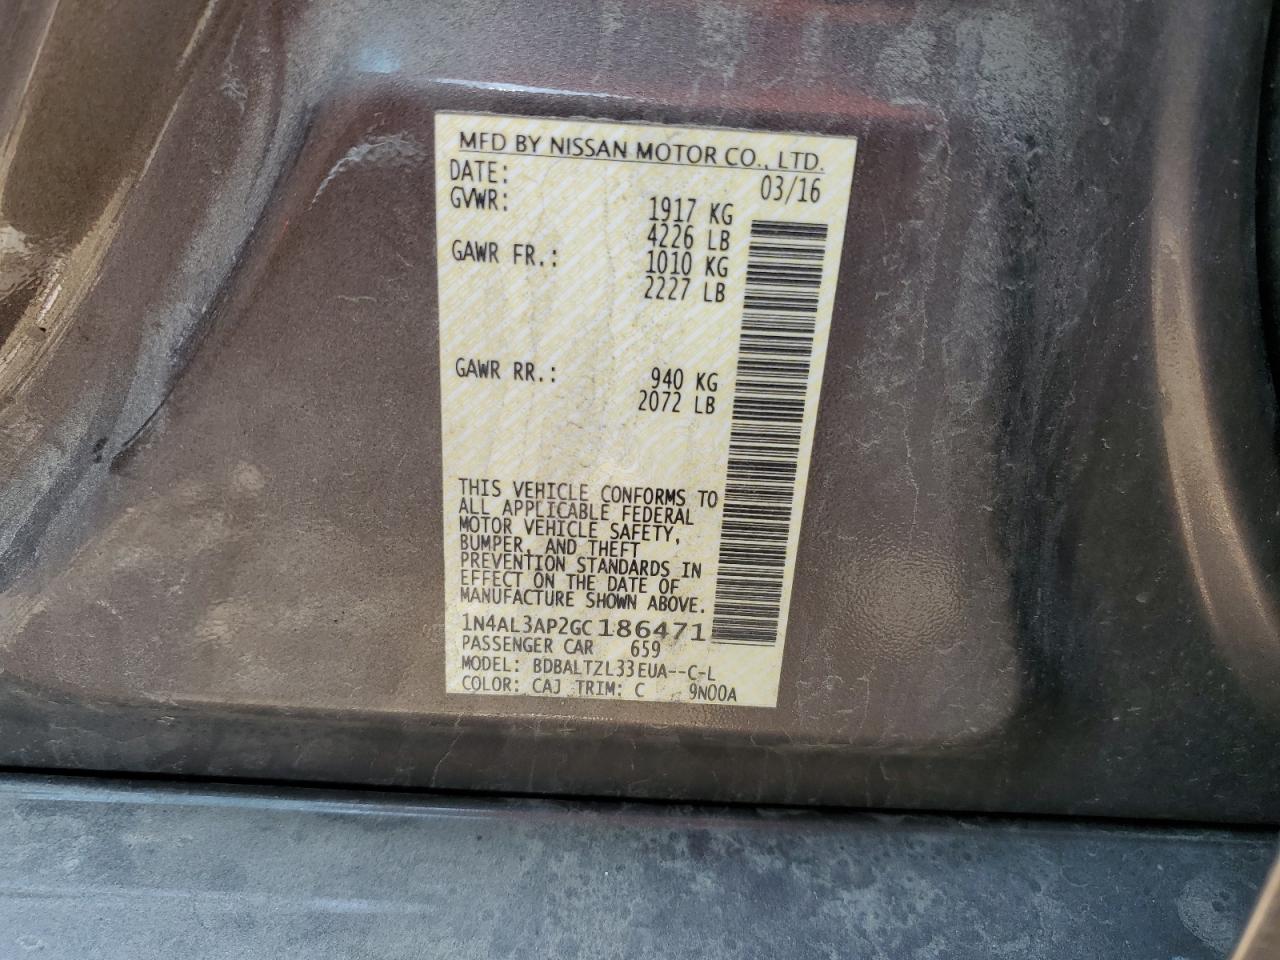 MFD BY NISSAN MOTOR CO., LTD.
DATE: 03/16
GVWR: 1917 KG
4226 LB
GAWR FR.: 1010 KG
2227 LB
GAWR RR.: 940 KG
2072 LB
THIS VEHICLE CONFORMS TO
ALL APPLICABLE FEDERAL
MOTOR VEHICLE SAFETY,
BUMPER, AND THEFT
PREVENTION STANDARDS IN
EFFECT ON THE DATE OF
MANUFACTURE SHOWN ABOVE.
1N4AL3AP2GC186471
PASSENGER CAR 659
MODEL: BDBALTZL33EUA--C-L
COLOR: CAJ TRIM: C 9N00A